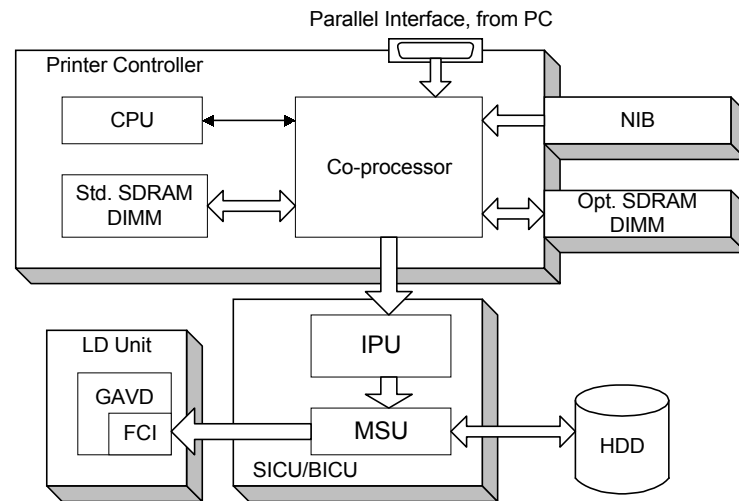 Parallel Interface, from PC
Printer Controller
CPU
Co-processor
NIB
Std. SDRAM
DIMM
Opt. SDRAM
DIMM
LD Unit
IPU
GAVD
FCI
MSU
HDD
SICU/BICU